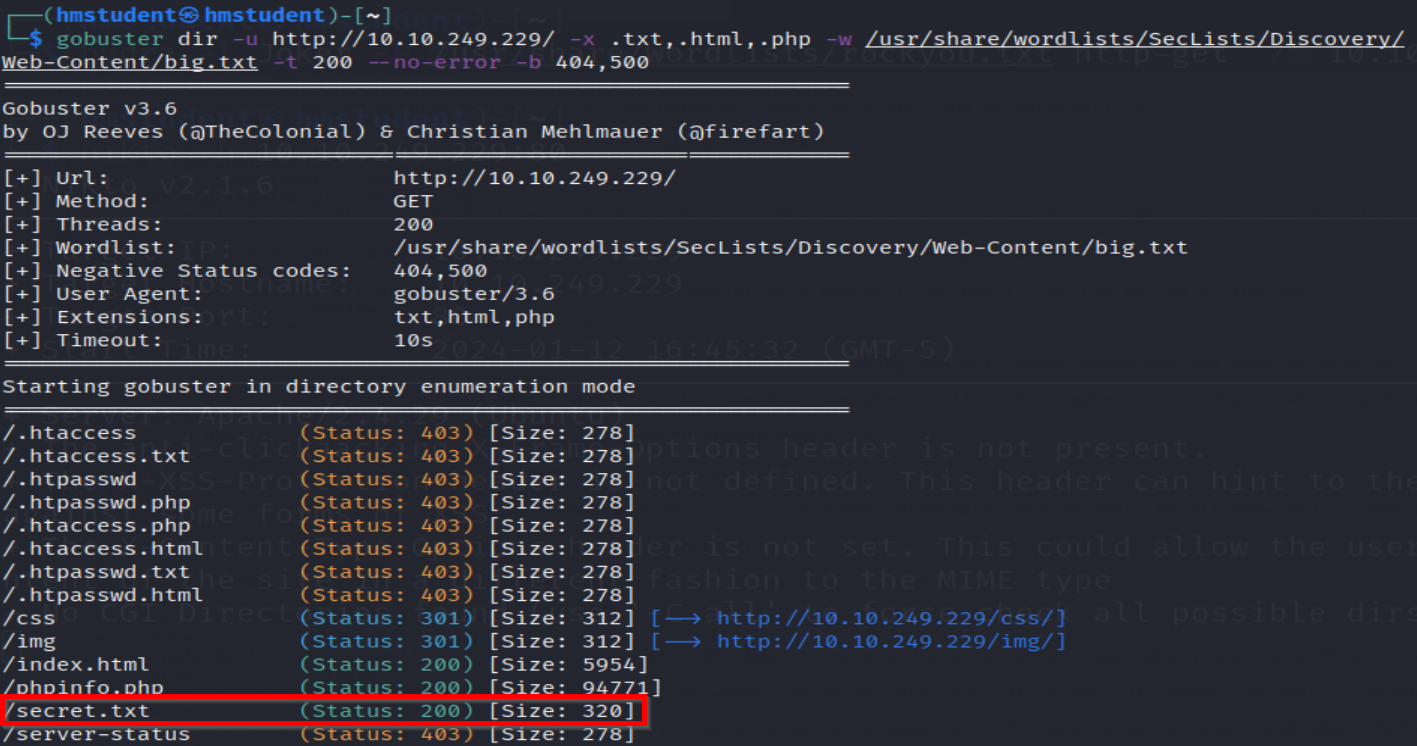 ┌──(hmstudent㉿hmstudent)-[~]
└─$ gobuster dir -u http://10.10.249.229/ -x .txt,.html,.php -w /usr/share/wordlists/SecLists/Discovery/
Web-Content/big.txt -t 200 --no-error -b 404,500
===============================================================
Gobuster v3.6
by OJ Reeves (@TheColonial) & Christian Mehlmauer (@firefart)
===============================================================
[+] Url: http://10.10.249.229/
[+] Method: GET
[+] Threads: 200
[+] Wordlist: /usr/share/wordlists/SecLists/Discovery/Web-Content/big.txt
[+] Negative Status codes: 404,500
[+] User Agent: gobuster/3.6
[+] Extensions: txt,html,php
[+] Timeout: 10s
===============================================================
Starting gobuster in directory enumeration mode
===============================================================
/.htaccess (Status: 403) [Size: 278]
/.htaccess.txt (Status: 403) [Size: 278]
/.htpasswd (Status: 403) [Size: 278]
/.htpasswd.php (Status: 403) [Size: 278]
/.htaccess.php (Status: 403) [Size: 278]
/.htaccess.html (Status: 403) [Size: 278]
/.htpasswd.txt (Status: 403) [Size: 278]
/.htpasswd.html (Status: 403) [Size: 278]
/css (Status: 301) [Size: 312] [--> http://10.10.249.229/css/]
/img (Status: 301) [Size: 312] [--> http://10.10.249.229/img/]
/index.html (Status: 200) [Size: 5954]
/phpinfo.php (Status: 200) [Size: 94771]
/secret.txt (Status: 200) [Size: 320]
/server-status (Status: 403) [Size: 278]